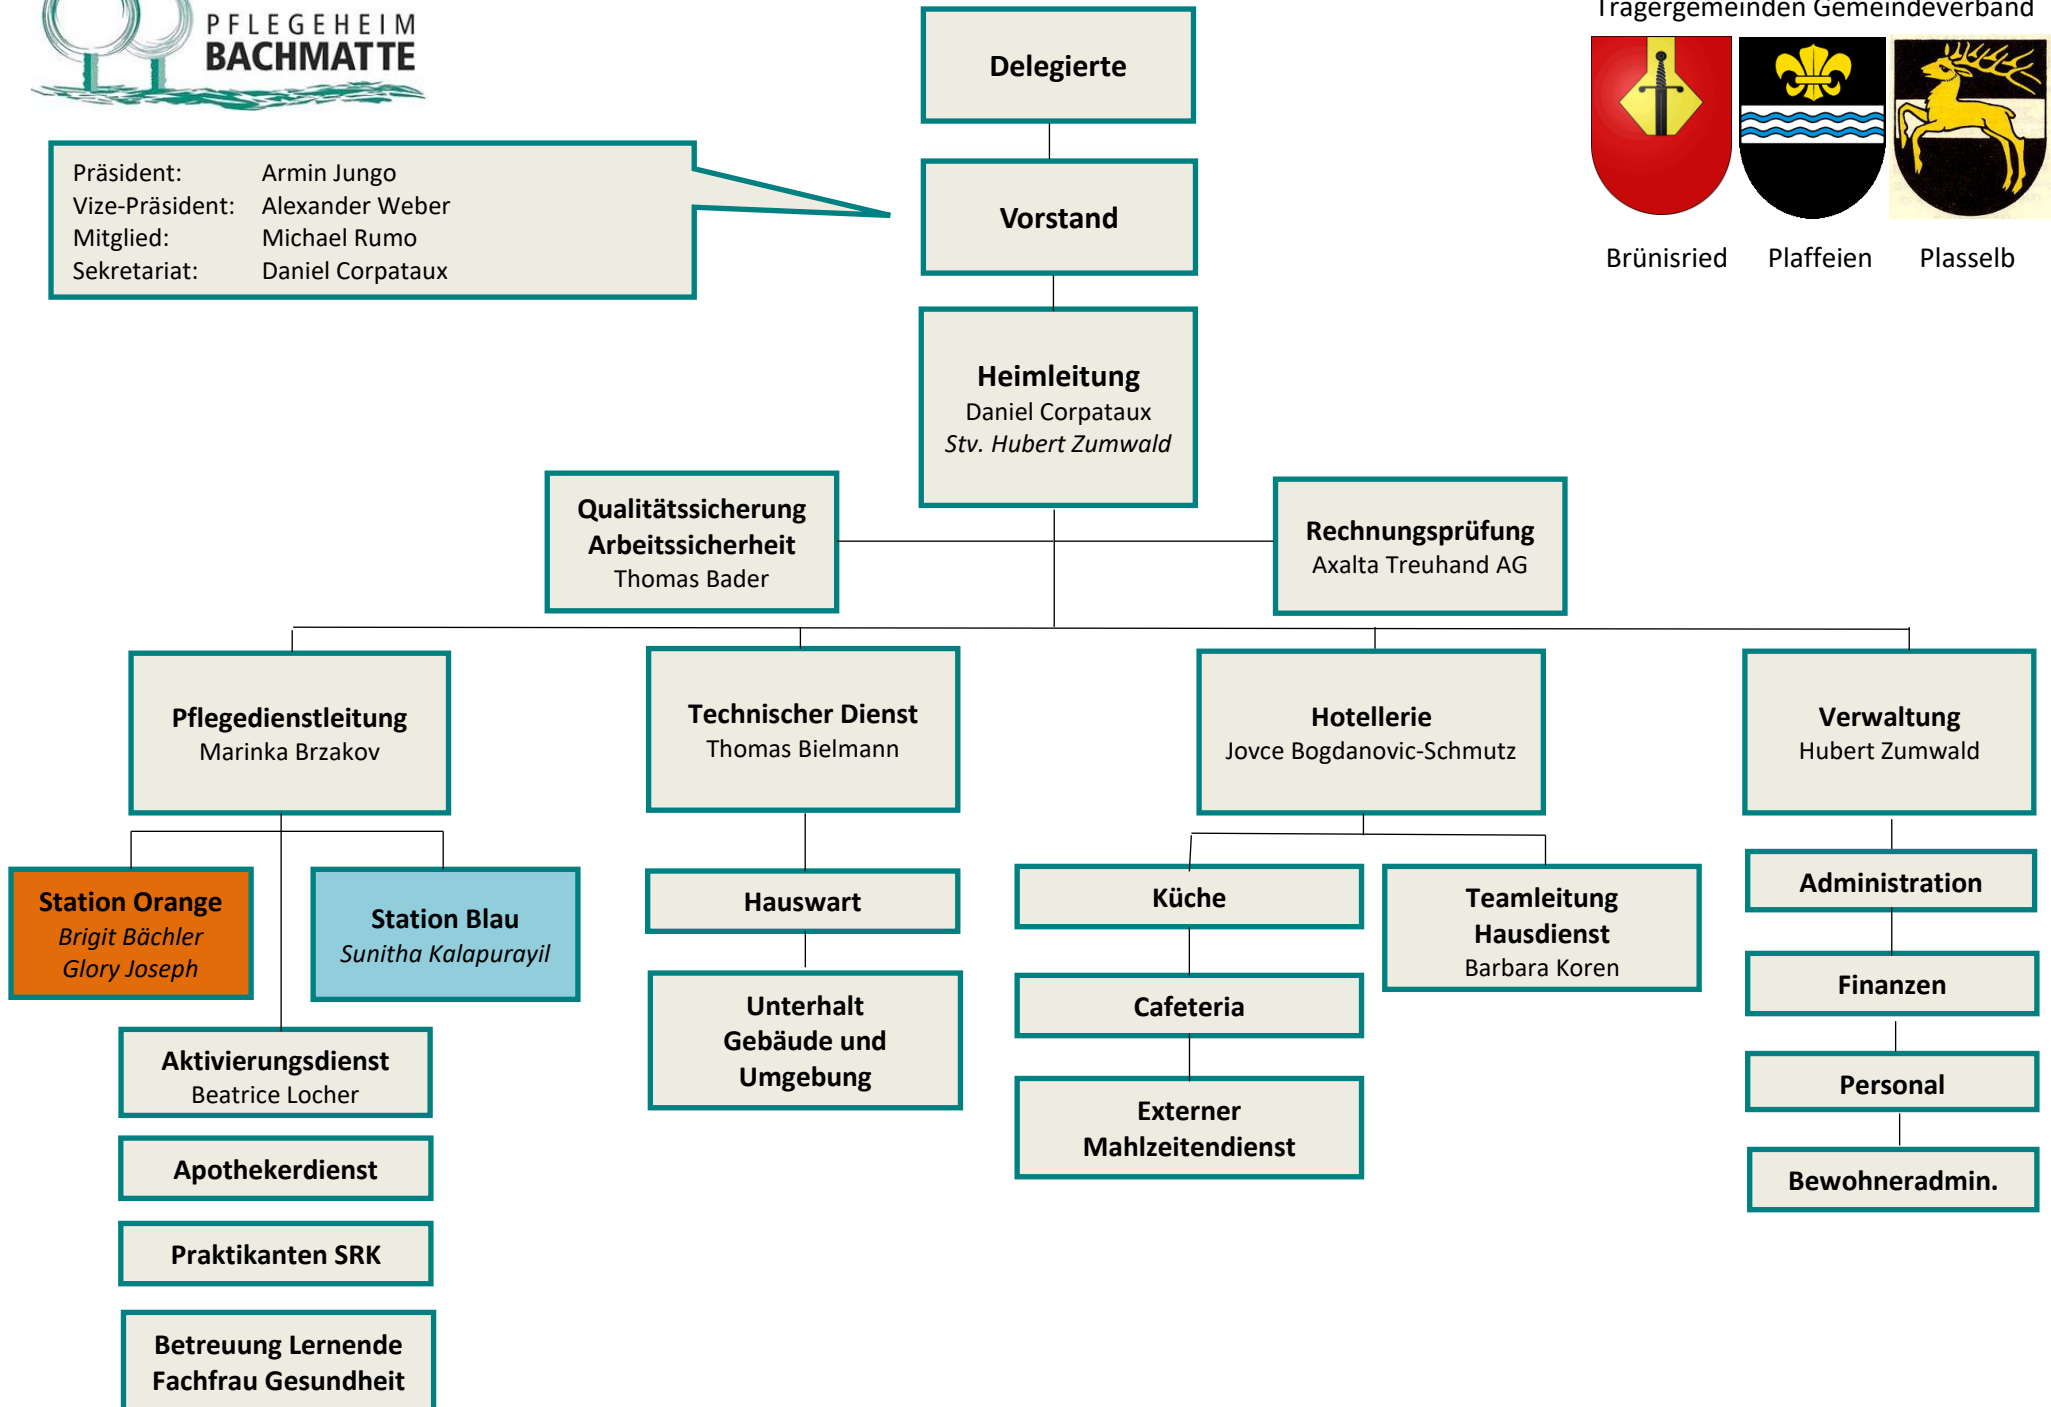 PFLEGEHEIM
BACHMATTE
Trägergemeinden Gemeindeverband
Brünisried
Plaffeien
Plasselb
Delegierte
Präsident: Armin Jungo
Vize-Präsident: Alexander Weber
Mitglied: Michael Rumo
Sekretariat: Daniel Corpataux
Vorstand
Heimleitung
Daniel Corpataux
Stv. Hubert Zumwald
Qualitätssicherung
Arbeitssicherheit
Thomas Bader
Rechnungsprüfung
Axalta Treuhand AG
Pflegedienstleitung
Marinka Brzakov
Technischer Dienst
Thomas Bielmann
Hotellerie
Jovce Bogdanovic-Schmutz
Verwaltung
Hubert Zumwald
Station Orange
Brigit Bächler
Glory Joseph
Station Blau
Sunitha Kalapurayil
Aktivierungsdienst
Beatrice Locher
Apothekerdienst
Praktikanten SRK
Betreuung Lernende
Fachfrau Gesundheit
Hauswart
Unterhalt
Gebäude und
Umgebung
Küche
Cafeteria
Externer
Mahlzeitendienst
Teamleitung
Hausdienst
Barbara Koren
Administration
Finanzen
Personal
Bewohneradmin.